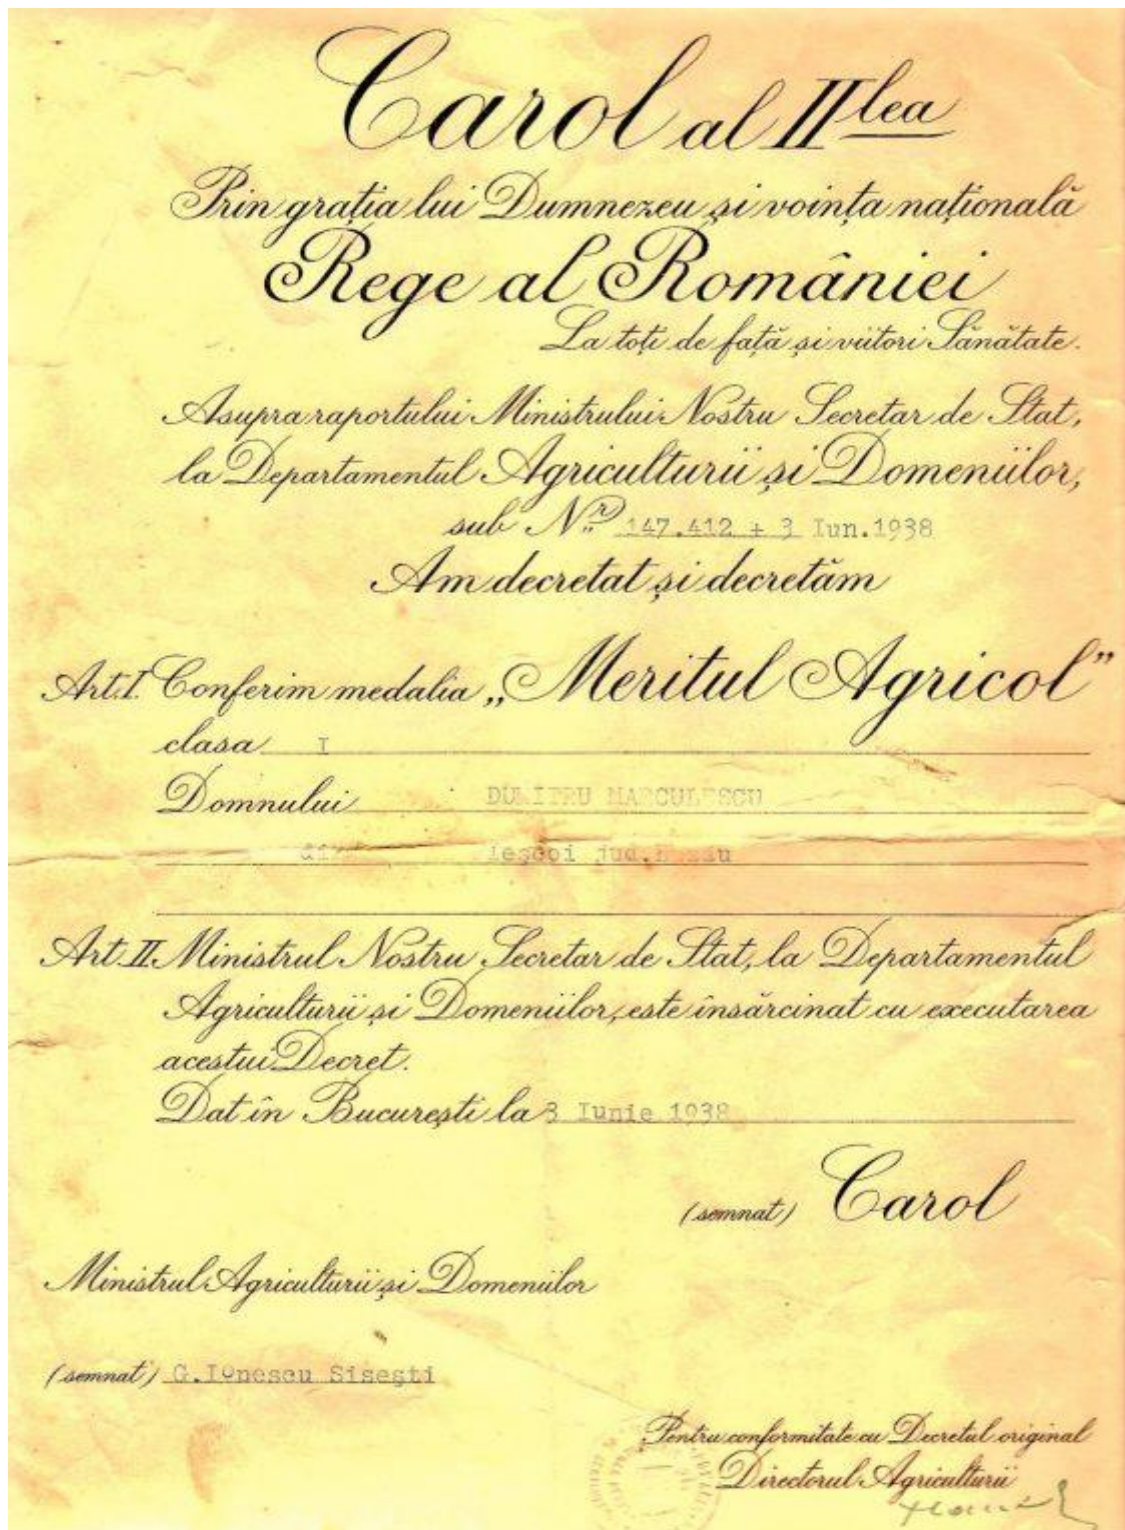 Carol al II lea
Prin grația lui Dumnezeu și voința națională
Rege al României
La toți de față și viitori Sănătate.
Asupra raportului Ministrului Nostru Secretar de Stat,
la Departamentul Agriculturii și Domeniilor,
sub Nr 147.412 + 3 Iun.1938
Am decretat și decretăm
Art. I. Conferim medalia „Meritul Agricol”
clasa I
Domnului DUMITRU MARCULESCU
jud.
Art. II. Ministrul Nostru Secretar de Stat, la Departamentul
Agriculturii și Domeniilor, este însărcinat cu executarea
acestui Decret.
Dat în București la 3 Iunie 1938
(semnat) Carol
Ministrul Agriculturii și Domeniilor
(semnat) G.Ionescu Sisești
Pentru conformitate cu Decretul original
Directorul Agriculturii